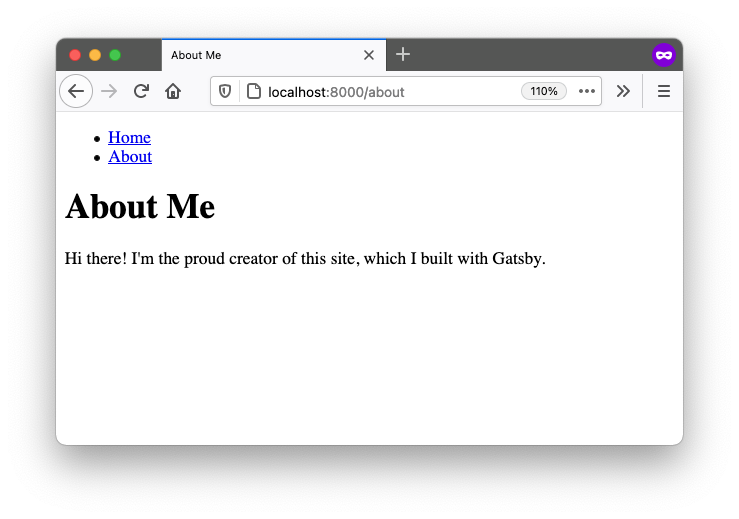 About Me
localhost:8000/about
110%
Home
About
About Me
Hi there! I'm the proud creator of this site, which I built with Gatsby.